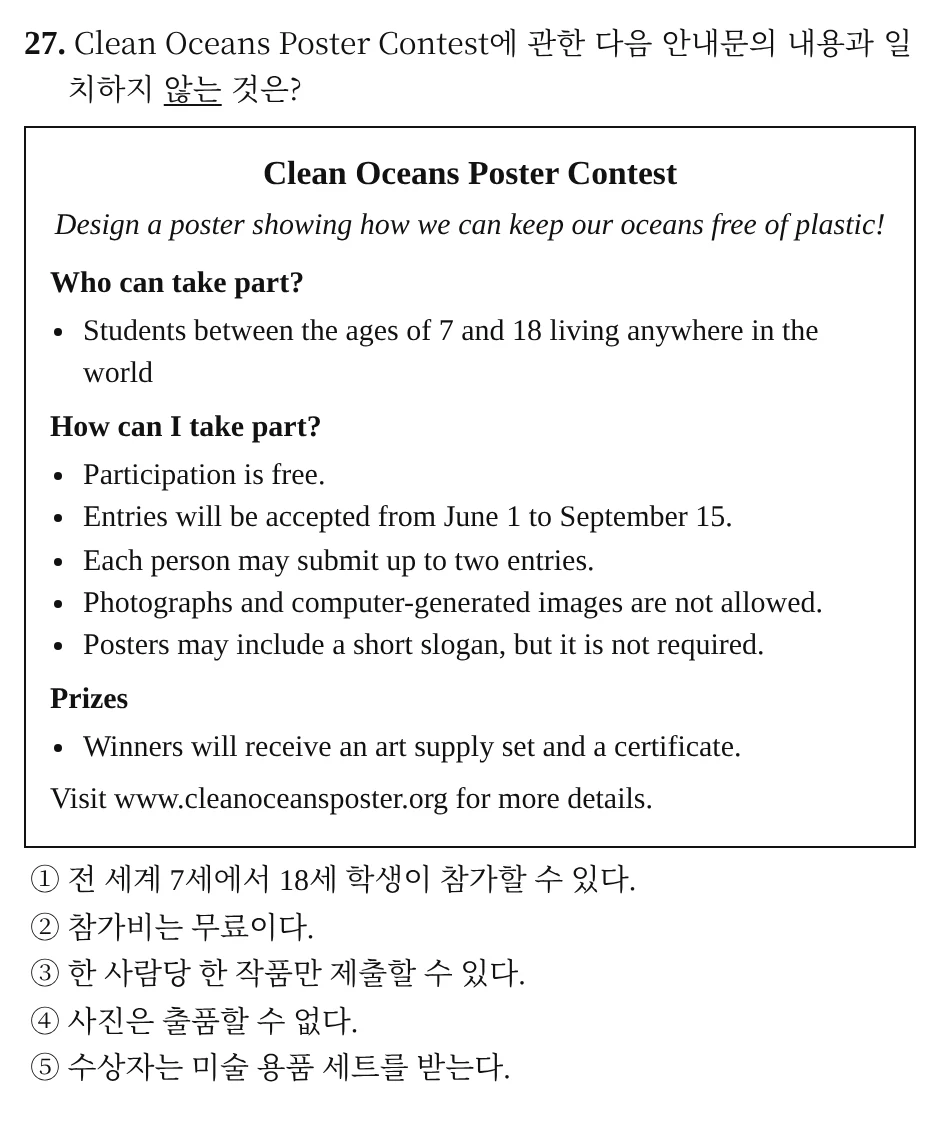 27. Clean Oceans Poster Contest에 관한 다음 안내문의 내용과 일
치하지 않는 것은?
Clean Oceans Poster Contest
Design a poster showing how we can keep our oceans free of plastic!
Who can take part?
• Students between the ages of 7 and 18 living anywhere in the
world
How can I take part?
• Participation is free.
• Entries will be accepted from June 1 to September 15.
• Each person may submit up to two entries.
• Photographs and computer-generated images are not allowed.
• Posters may include a short slogan, but it is not required.
Prizes
• Winners will receive an art supply set and a certificate.
Visit www.cleanoceansposter.org for more details.
① 전 세계 7세에서 18세 학생이 참가할 수 있다.
② 참가비는 무료이다.
③ 한 사람당 한 작품만 제출할 수 있다.
④ 사진은 출품할 수 없다.
⑤ 수상자는 미술 용품 세트를 받는다.